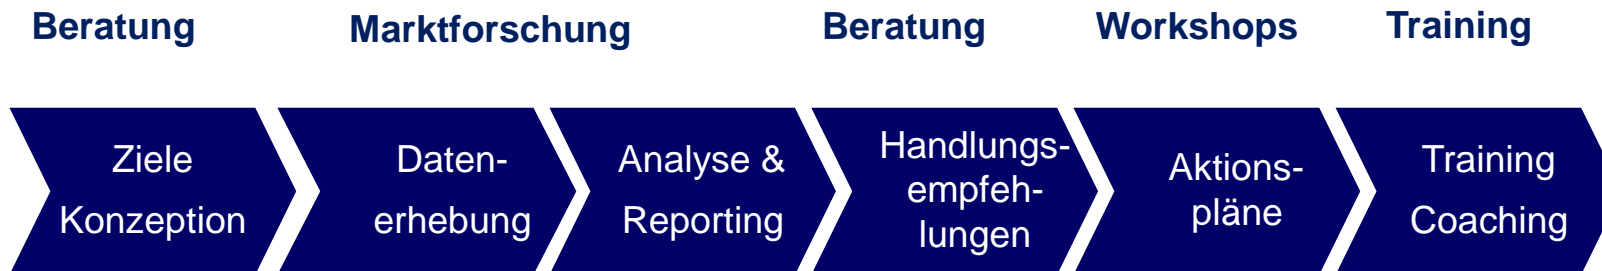 Beratung
Marktforschung
Beratung
Workshops
Training
Ziele
Konzeption
Daten-
erhebung
Analyse &
Reporting
Handlungs-
empfeh-
lungen
Aktions-
pläne
Training
Coaching